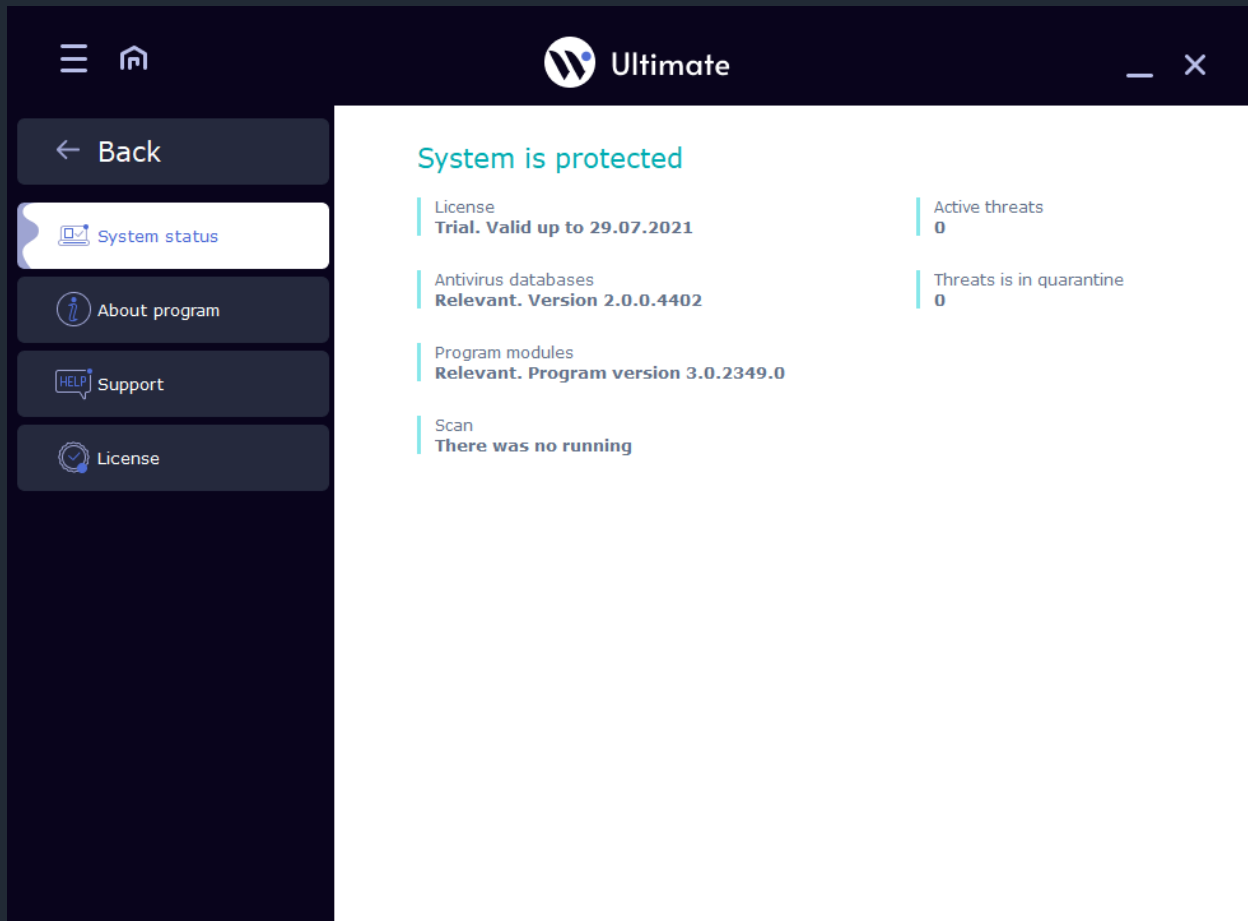 Ultimate
Back
System status
About program
HELP
Support
License
System is protected
License
Trial. Valid up to 29.07.2021
Antivirus databases
Relevant. Version 2.0.0.4402
Program modules
Relevant. Program version 3.0.2349.0
Scan
There was no running
Active threats
0
Threats is in quarantine
0